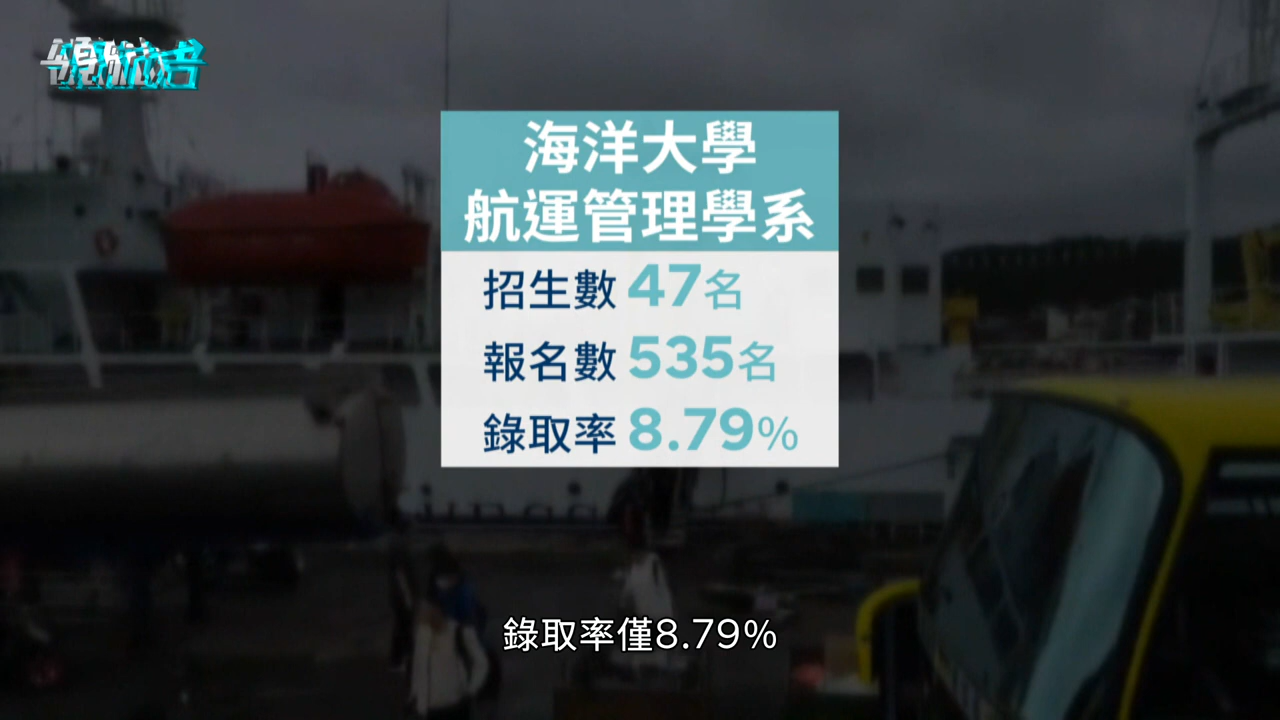 海洋大學
航運管理學系
招生數 47名
報名數 535名
錄取率 8.79%
錄取率僅8.79%